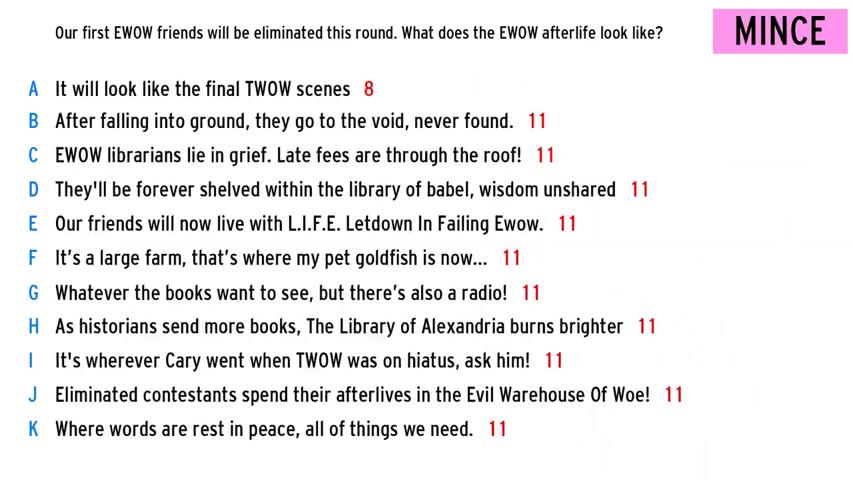 Our first EWOW friends will be eliminated this round. What does the EWOW afterlife look like?
MINCE
A It will look like the final TWOW scenes 8
B After falling into ground, they go to the void, never found. 11
C EWOW librarians lie in grief. Late fees are through the roof! 11
D They'll be forever shelved within the library of babel, wisdom unshared 11
E Our friends will now live with L.I.F.E. Letdown In Failing Ewow. 11
F It’s a large farm, that’s where my pet goldfish is now... 11
G Whatever the books want to see, but there’s also a radio! 11
H As historians send more books, The Library of Alexandria burns brighter 11
I It's wherever Cary went when TWOW was on hiatus, ask him! 11
J Eliminated contestants spend their afterlives in the Evil Warehouse Of Woe! 11
K Where words are rest in peace, all of things we need. 11